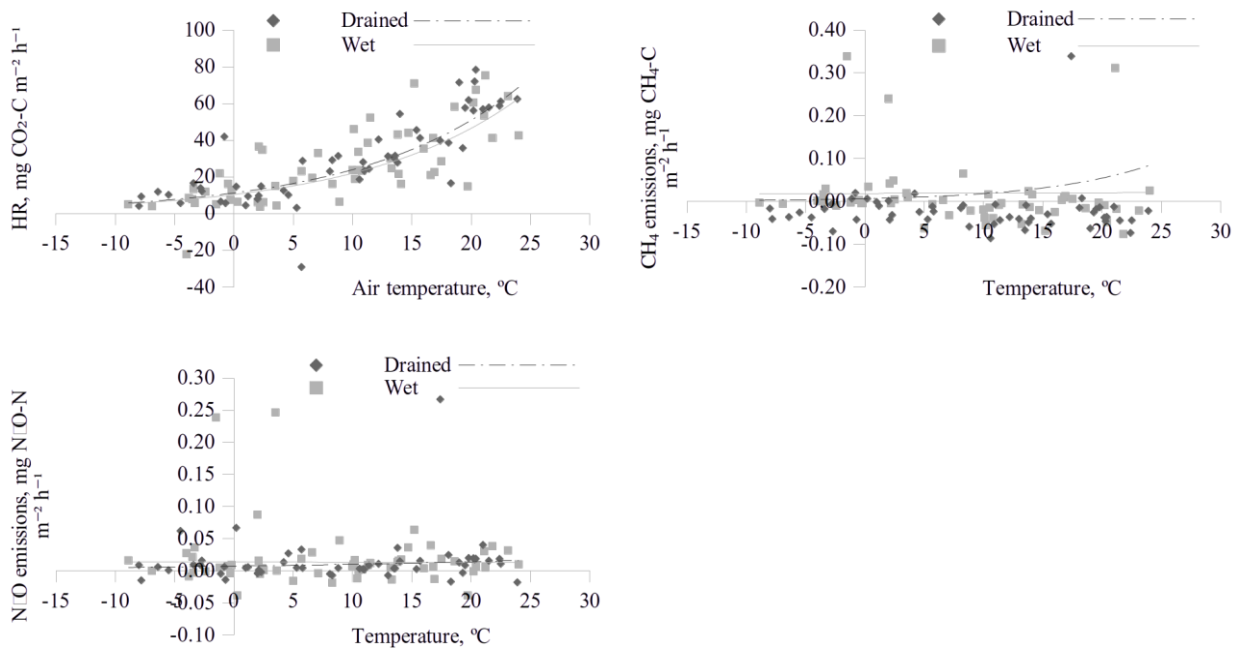 Drained
Wet
HR, mg CO₂-C m⁻² h⁻¹
100
80
60
40
20
0
-20
-40
-15 -10 -5 0 5 10 15 20 25 30
Air temperature, ºC
Drained
Wet
CH₄ emissions, mg CH₄-C
m⁻² h⁻¹
0.40
0.30
0.20
0.10
0.00
-0.10
-0.20
-15 -10 -5 0 5 10 15 20 25 30
Temperature, ºC
Drained
Wet
N□O emissions, mg N□O-N
m⁻² h⁻¹
0.30
0.25
0.20
0.15
0.10
0.05
0.00
-0.05
-0.10
-15 -10 -5 0 5 10 15 20 25 30
Temperature, ºC